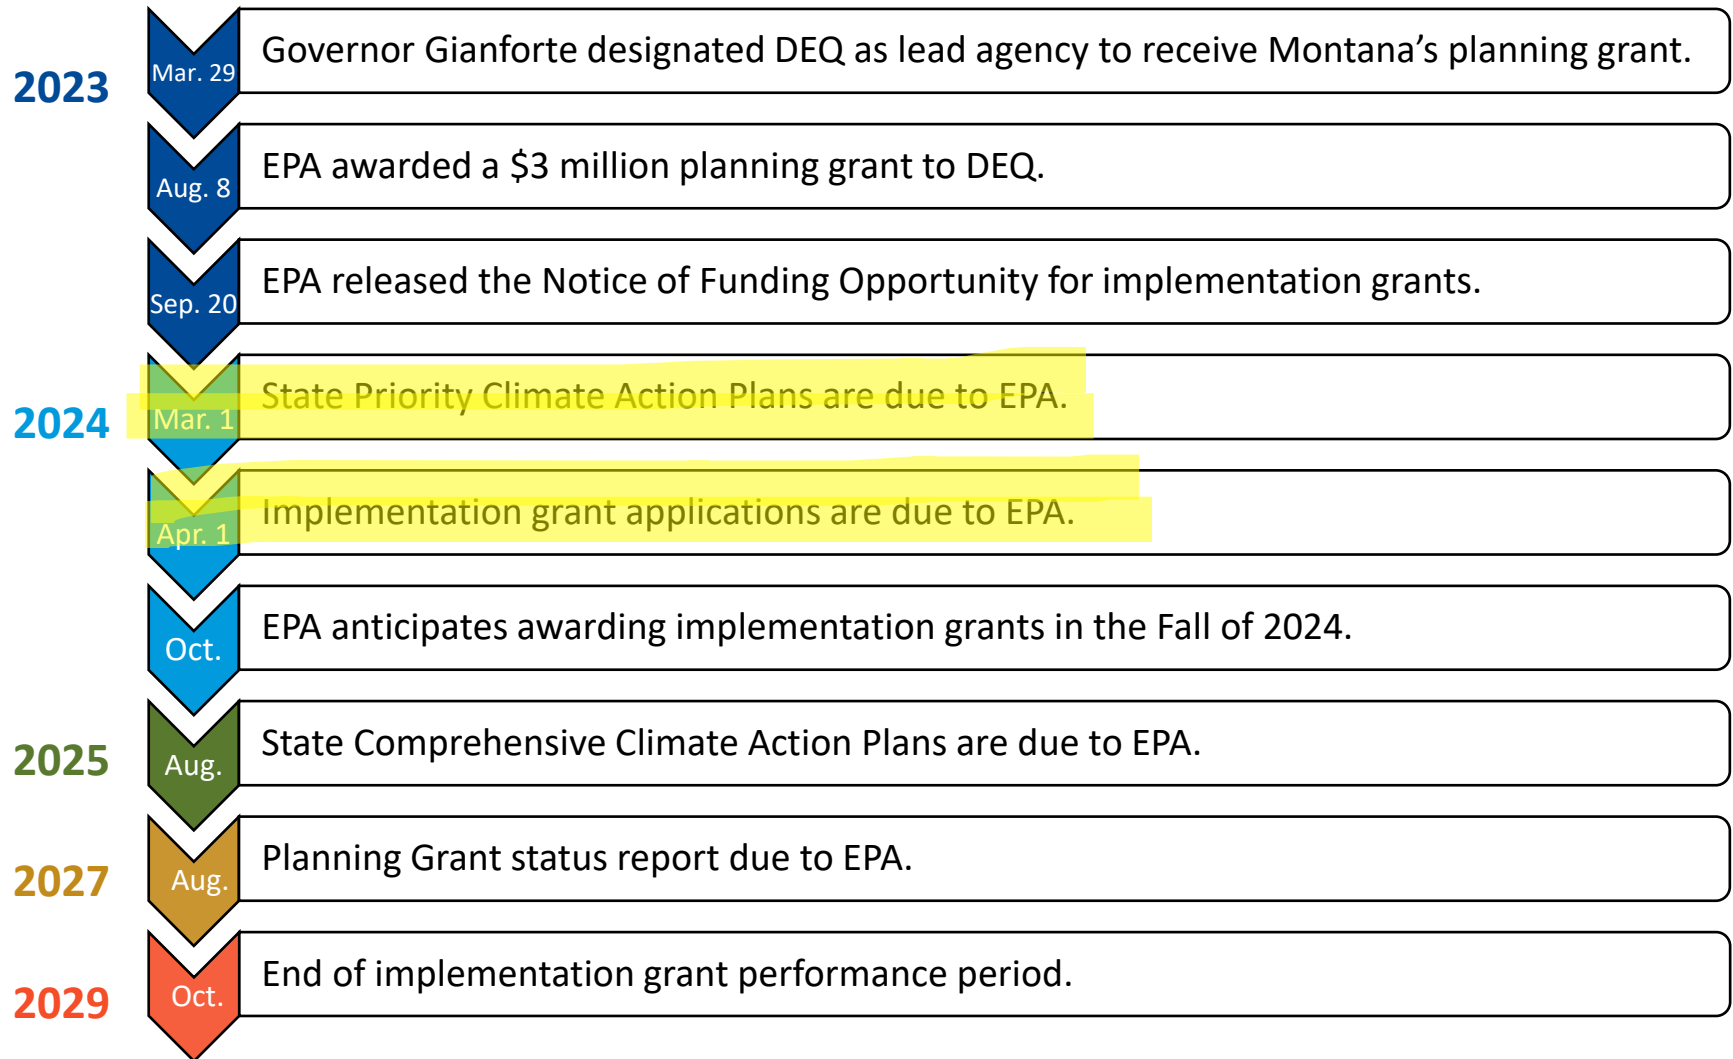 2023
Mar. 29
Governor Gianforte designated DEQ as lead agency to receive Montana’s planning grant.
Aug. 8
EPA awarded a $3 million planning grant to DEQ.
Sep. 20
EPA released the Notice of Funding Opportunity for implementation grants.
2024
Mar. 1
State Priority Climate Action Plans are due to EPA.
Apr. 1
Implementation grant applications are due to EPA.
Oct.
EPA anticipates awarding implementation grants in the Fall of 2024.
2025
Aug.
State Comprehensive Climate Action Plans are due to EPA.
2027
Aug.
Planning Grant status report due to EPA.
2029
Oct.
End of implementation grant performance period.